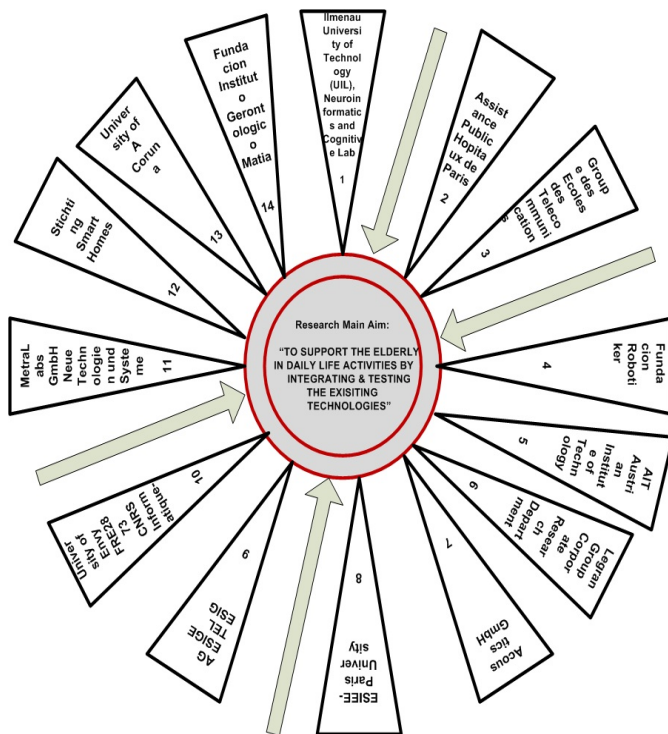 Ilmenau
Universi
ty of
Technol
ogy
(UIL),
Neuroin
formatic
s and
Cognitiv
e Lab
1
Assist
ance
Public
Hopita
ux de
Paris
2
Group
e des
Ecoles
des
Teleco
mmuni
cation
s
3
Funda
cion
Roboti
ker
4
AIT
Austri
an
Institut
e of
Techn
ology
5
Legran
Group
Corpor
ate
Resear
ch
Depart
ment
6
Acous
tics
GmbH
7
ESIEE-
Paris
Univer
sity
8
AG
ESIGE
TEL
ESIG
9
Univer
sity of
Envy
FRE28
73
CNRS
Inform
atique-
10
MetraL
abs
GmbH
Neue
Techn
ologie
n und
Syste
me
11
Stichti
ng
Smart
Homes
12
Univer
sity of
A
Corun
a
13
Funda
cion
Institut
o
Geront
ologic
o
Matia
14
Research Main Aim:
“TO SUPPORT THE ELDERLY
IN DAILY LIFE ACTIVITIES BY
INTEGRATING & TESTING
THE EXISITING
TECHNOLOGIES”